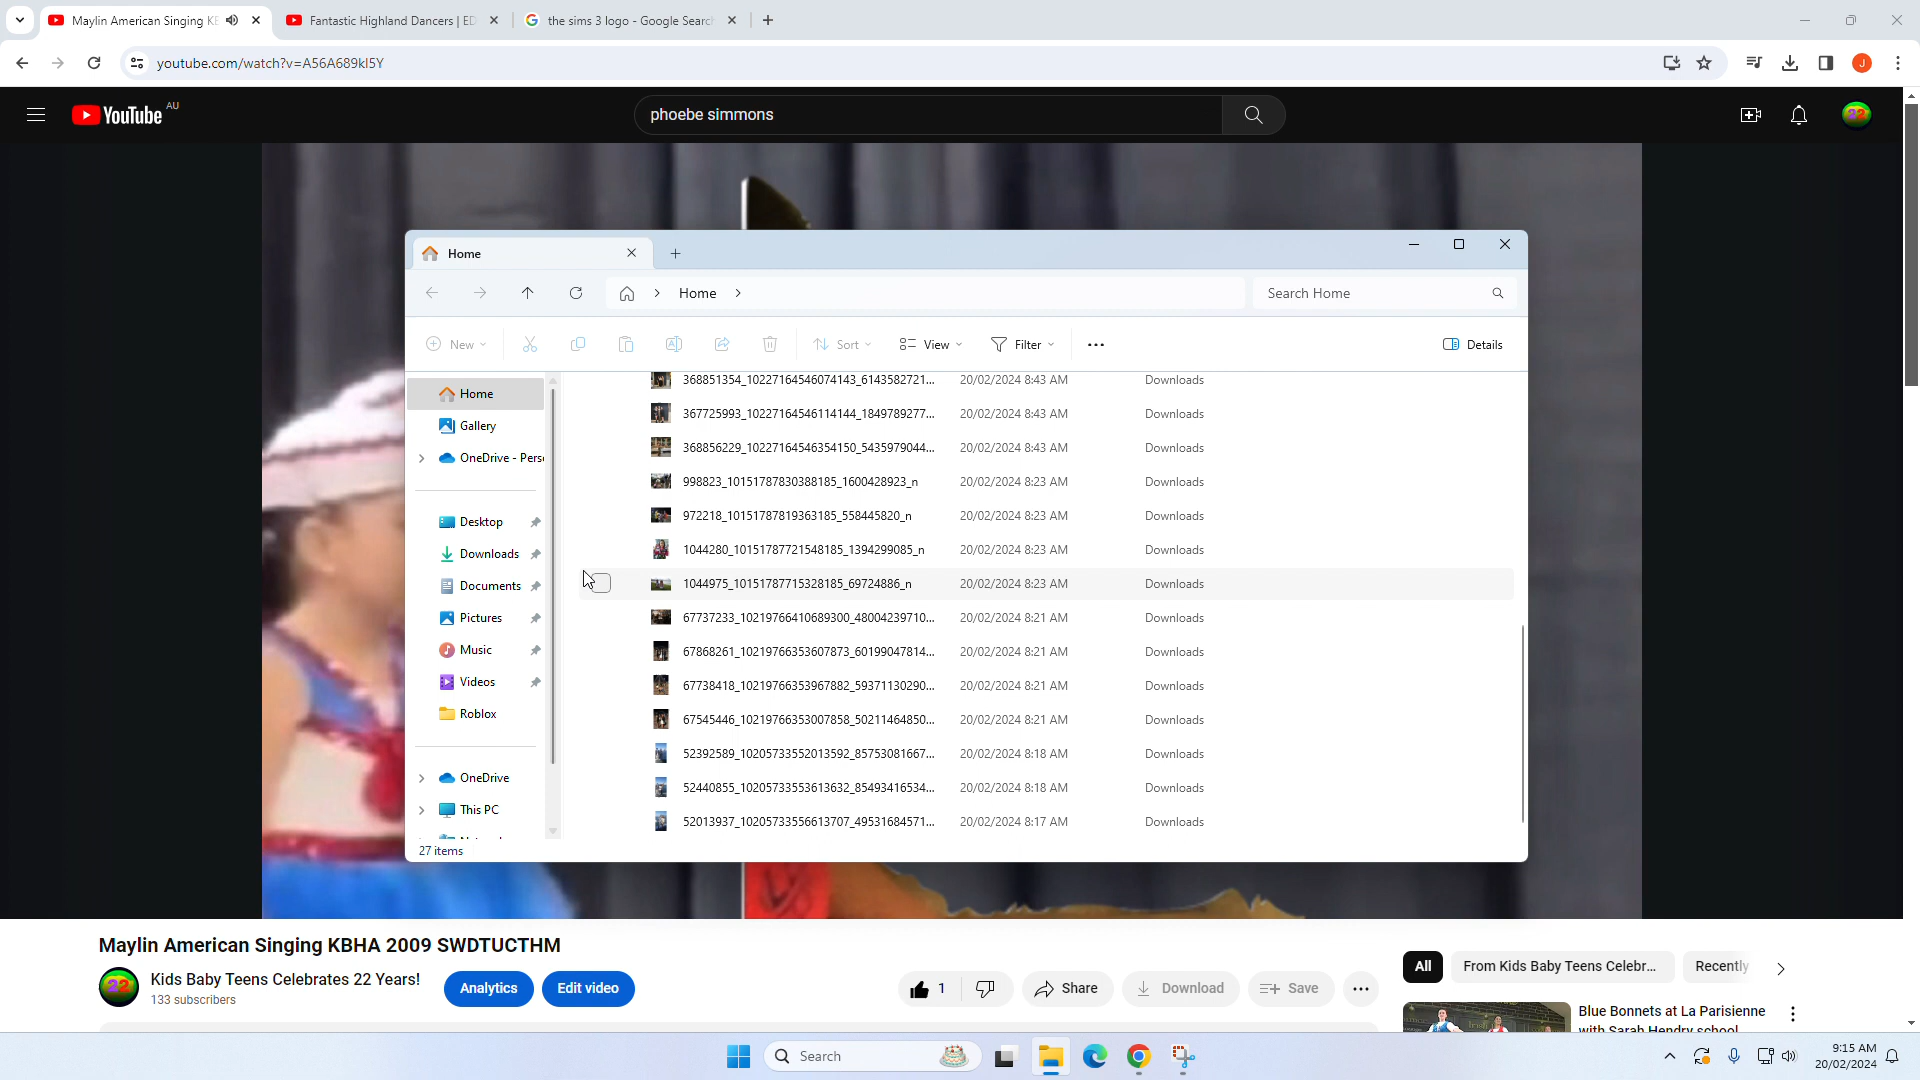 Maylin American Singing KB
Fantastic Highland Dancers | ED
the sims 3 logo - Google Search
youtube.com/watch?v=A56A689kI5Y
J
YouTube AU
phoebe simmons
22
Home
Home
Search Home
New
Sort
View
Filter
Details
Home
Gallery
OneDrive - Perso
Desktop
Downloads
Documents
Pictures
Music
Videos
Roblox
OneDrive
This PC
368851354_10227164546074143_6143582721... 20/02/2024 8:43 AM Downloads
367725993_10227164546114144_1849789277... 20/02/2024 8:43 AM Downloads
368856229_10227164546354150_5435979044... 20/02/2024 8:43 AM Downloads
998823_10151787830388185_1600428923_n 20/02/2024 8:23 AM Downloads
972218_10151787819363185_558445820_n 20/02/2024 8:23 AM Downloads
1044280_10151787721548185_1394299085_n 20/02/2024 8:23 AM Downloads
1044975_10151787715328185_69724886_n 20/02/2024 8:23 AM Downloads
67737233_10219766410689300_48004239710... 20/02/2024 8:21 AM Downloads
67868261_10219766353607873_60199047814... 20/02/2024 8:21 AM Downloads
67738418_10219766353967882_59371130290... 20/02/2024 8:21 AM Downloads
67545446_10219766353007858_50211464850... 20/02/2024 8:21 AM Downloads
52392589_10205733552013592_85753081667... 20/02/2024 8:18 AM Downloads
52440855_10205733553613632_85493416534... 20/02/2024 8:18 AM Downloads
52013937_10205733556613707_49531684571... 20/02/2024 8:17 AM Downloads
27 items
Maylin American Singing KBHA 2009 SWDTUCTHM
22
Kids Baby Teens Celebrates 22 Years!
133 subscribers
Analytics
Edit video
1
Share
Download
Save
All
From Kids Baby Teens Celebr...
Recently
Blue Bonnets at La Parisienne
with Sarah Hendry school
Search
9:15 AM
20/02/2024